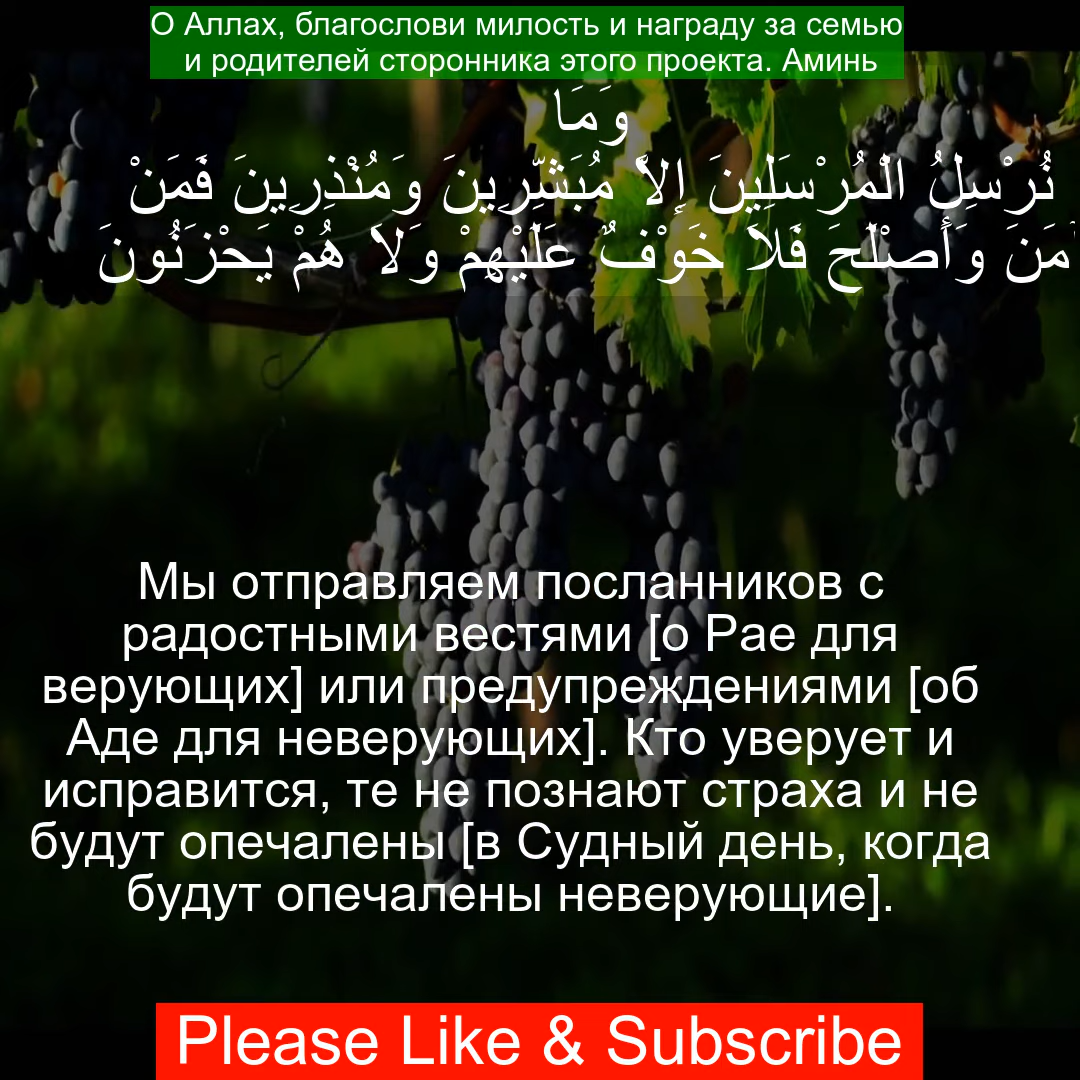 О Аллах, благослови милость и награду за семью
и родителей сторонника этого проекта. Аминь
وَمَا
نُرْسِلُ الْمُرْسَلِينَ إِلاَّ مُبَشِّرِينَ وَمُنْذِرِينَ فَمَنْ
آمَنَ وَأَصْلَحَ فَلاَ خَوْفٌ عَلَيْهِمْ وَلاَ هُمْ يَحْزَنُونَ
Мы отправляем посланников с
радостными вестями [о Рае для
верующих] или предупреждениями [об
Аде для неверующих]. Кто уверует и
исправится, те не познают страха и не
будут опечалены [в Судный день, когда
будут опечалены неверующие].
Please Like & Subscribe